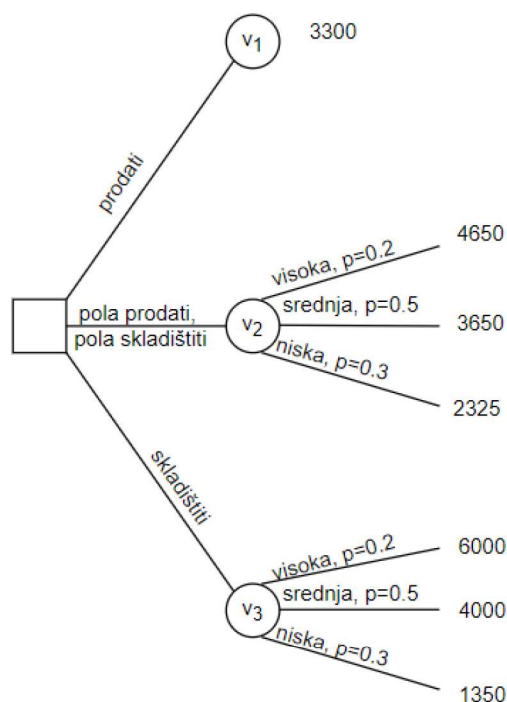 v1 3300
prodati
4650
visoka, p=0.2
srednja, p=0.5
pola prodati,
pola skladištiti
v2
3650
niska, p=0.3
2325
skladištiti
6000
visoka, p=0.2
srednja, p=0.5
v3
4000
niska, p=0.3
1350